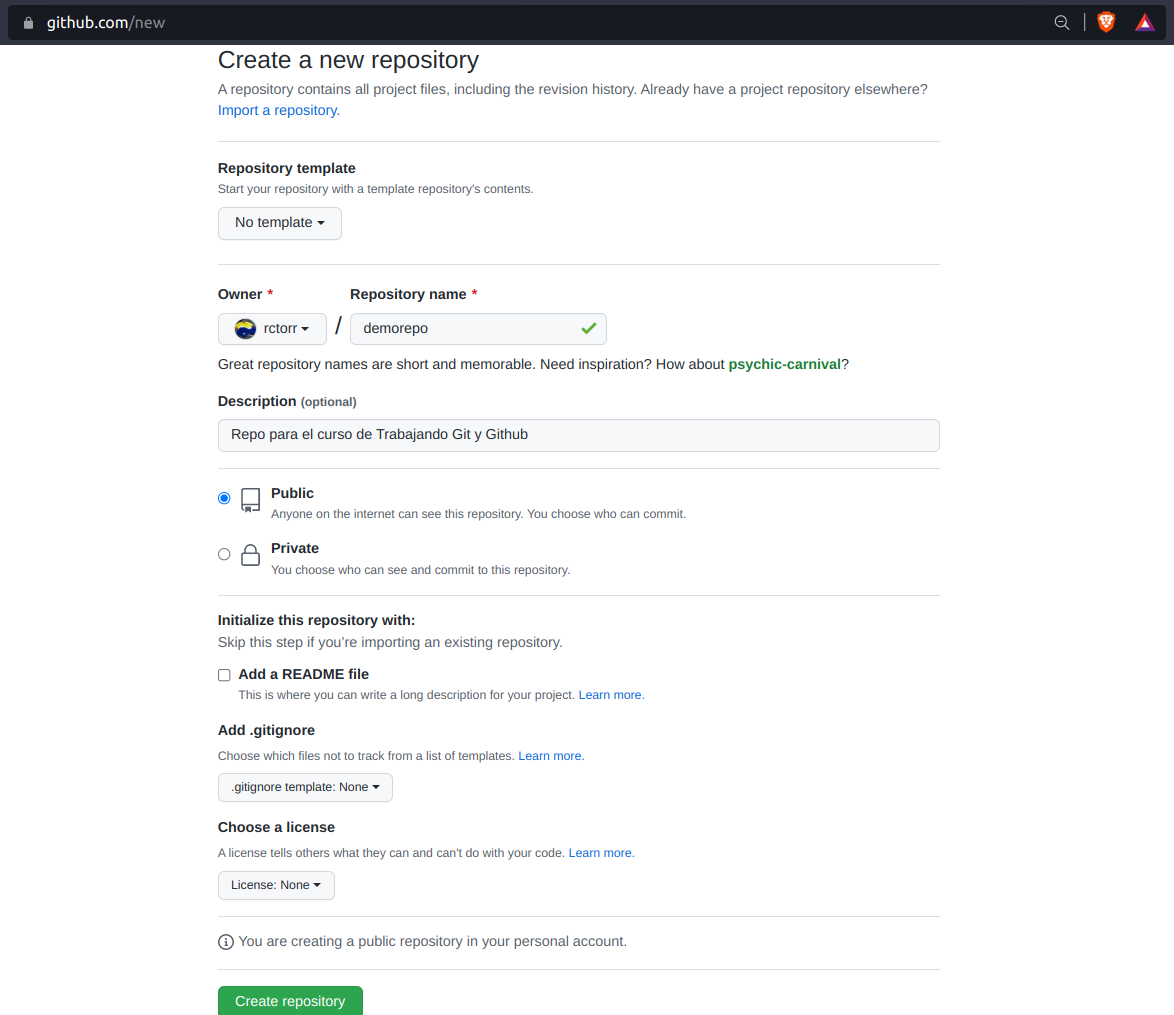 github.com/new
Create a new repository
A repository contains all project files, including the revision history. Already have a project repository elsewhere?
Import a repository.
Repository template
Start your repository with a template repository's contents.
No template
Owner * Repository name *
rctorr / demorepo
Great repository names are short and memorable. Need inspiration? How about psychic-carnival?
Description (optional)
Repo para el curso de Trabajando Git y Github
Public
Anyone on the internet can see this repository. You choose who can commit.
Private
You choose who can see and commit to this repository.
Initialize this repository with:
Skip this step if you’re importing an existing repository.
Add a README file
This is where you can write a long description for your project. Learn more.
Add .gitignore
Choose which files not to track from a list of templates. Learn more.
.gitignore template: None
Choose a license
A license tells others what they can and can't do with your code. Learn more.
License: None
You are creating a public repository in your personal account.
Create repository